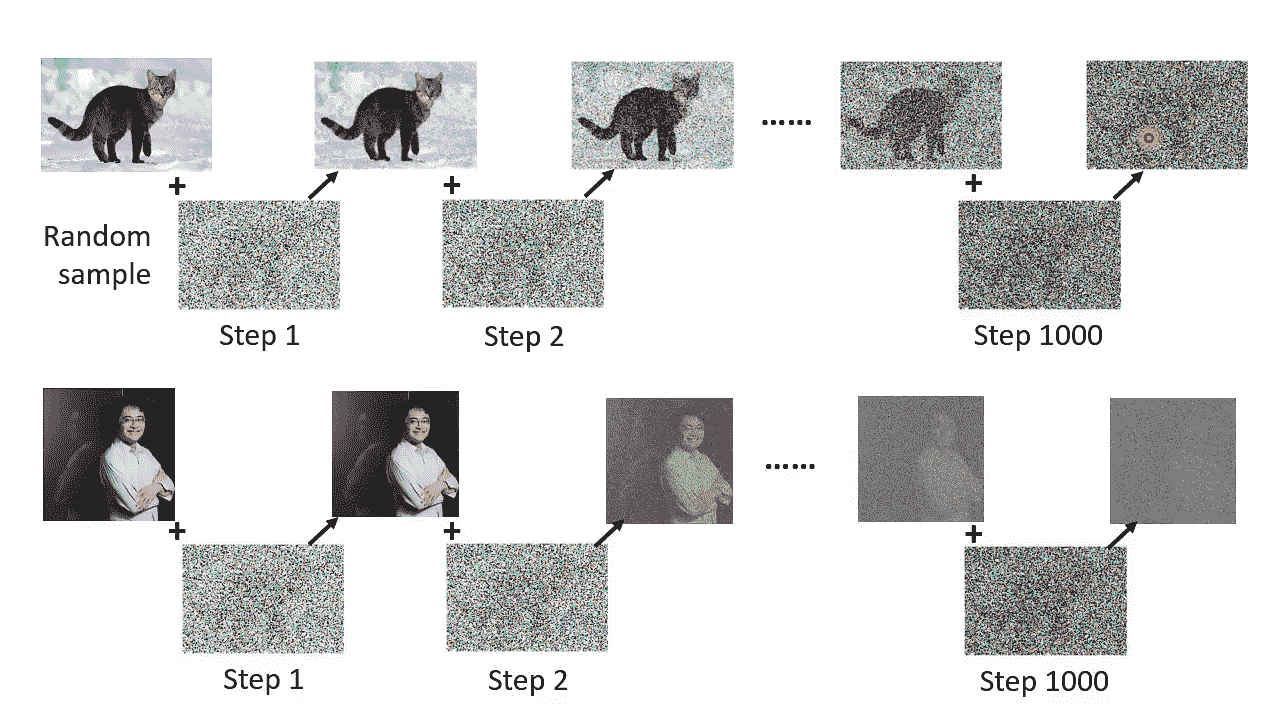 +
+
……
+
Random
sample
Step 1
Step 2
Step 1000
+
+
……
+
Step 1
Step 2
Step 1000